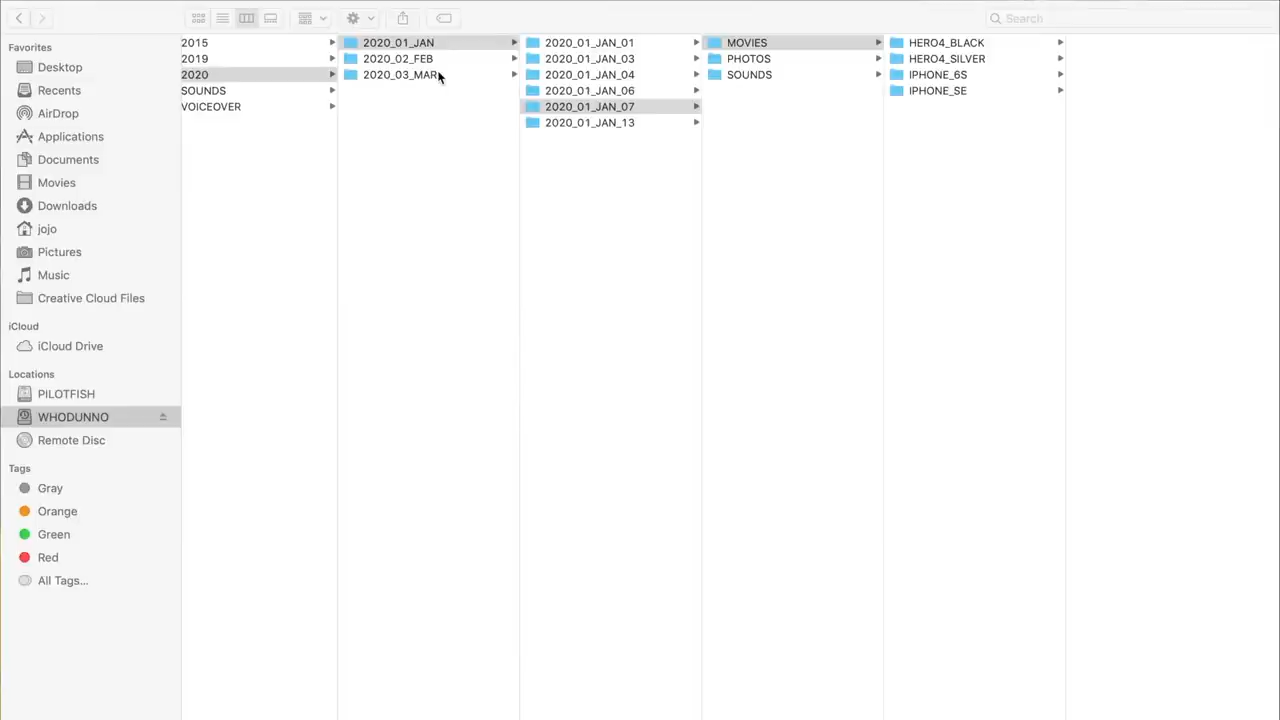 Search
Favorites
Desktop
Recents
AirDrop
Applications
Documents
Movies
Downloads
jojo
Pictures
Music
Creative Cloud Files
iCloud
iCloud Drive
Locations
PILOTFISH
WHODUNNO
Remote Disc
Tags
Gray
Orange
Green
Red
All Tags...
2015
2019
2020
SOUNDS
VOICEOVER
2020_01_JAN
2020_02_FEB
2020_03_MAR
2020_01_JAN_01
2020_01_JAN_03
2020_01_JAN_04
2020_01_JAN_06
2020_01_JAN_07
2020_01_JAN_13
MOVIES
PHOTOS
SOUNDS
HERO4_BLACK
HERO4_SILVER
IPHONE_6S
IPHONE_SE